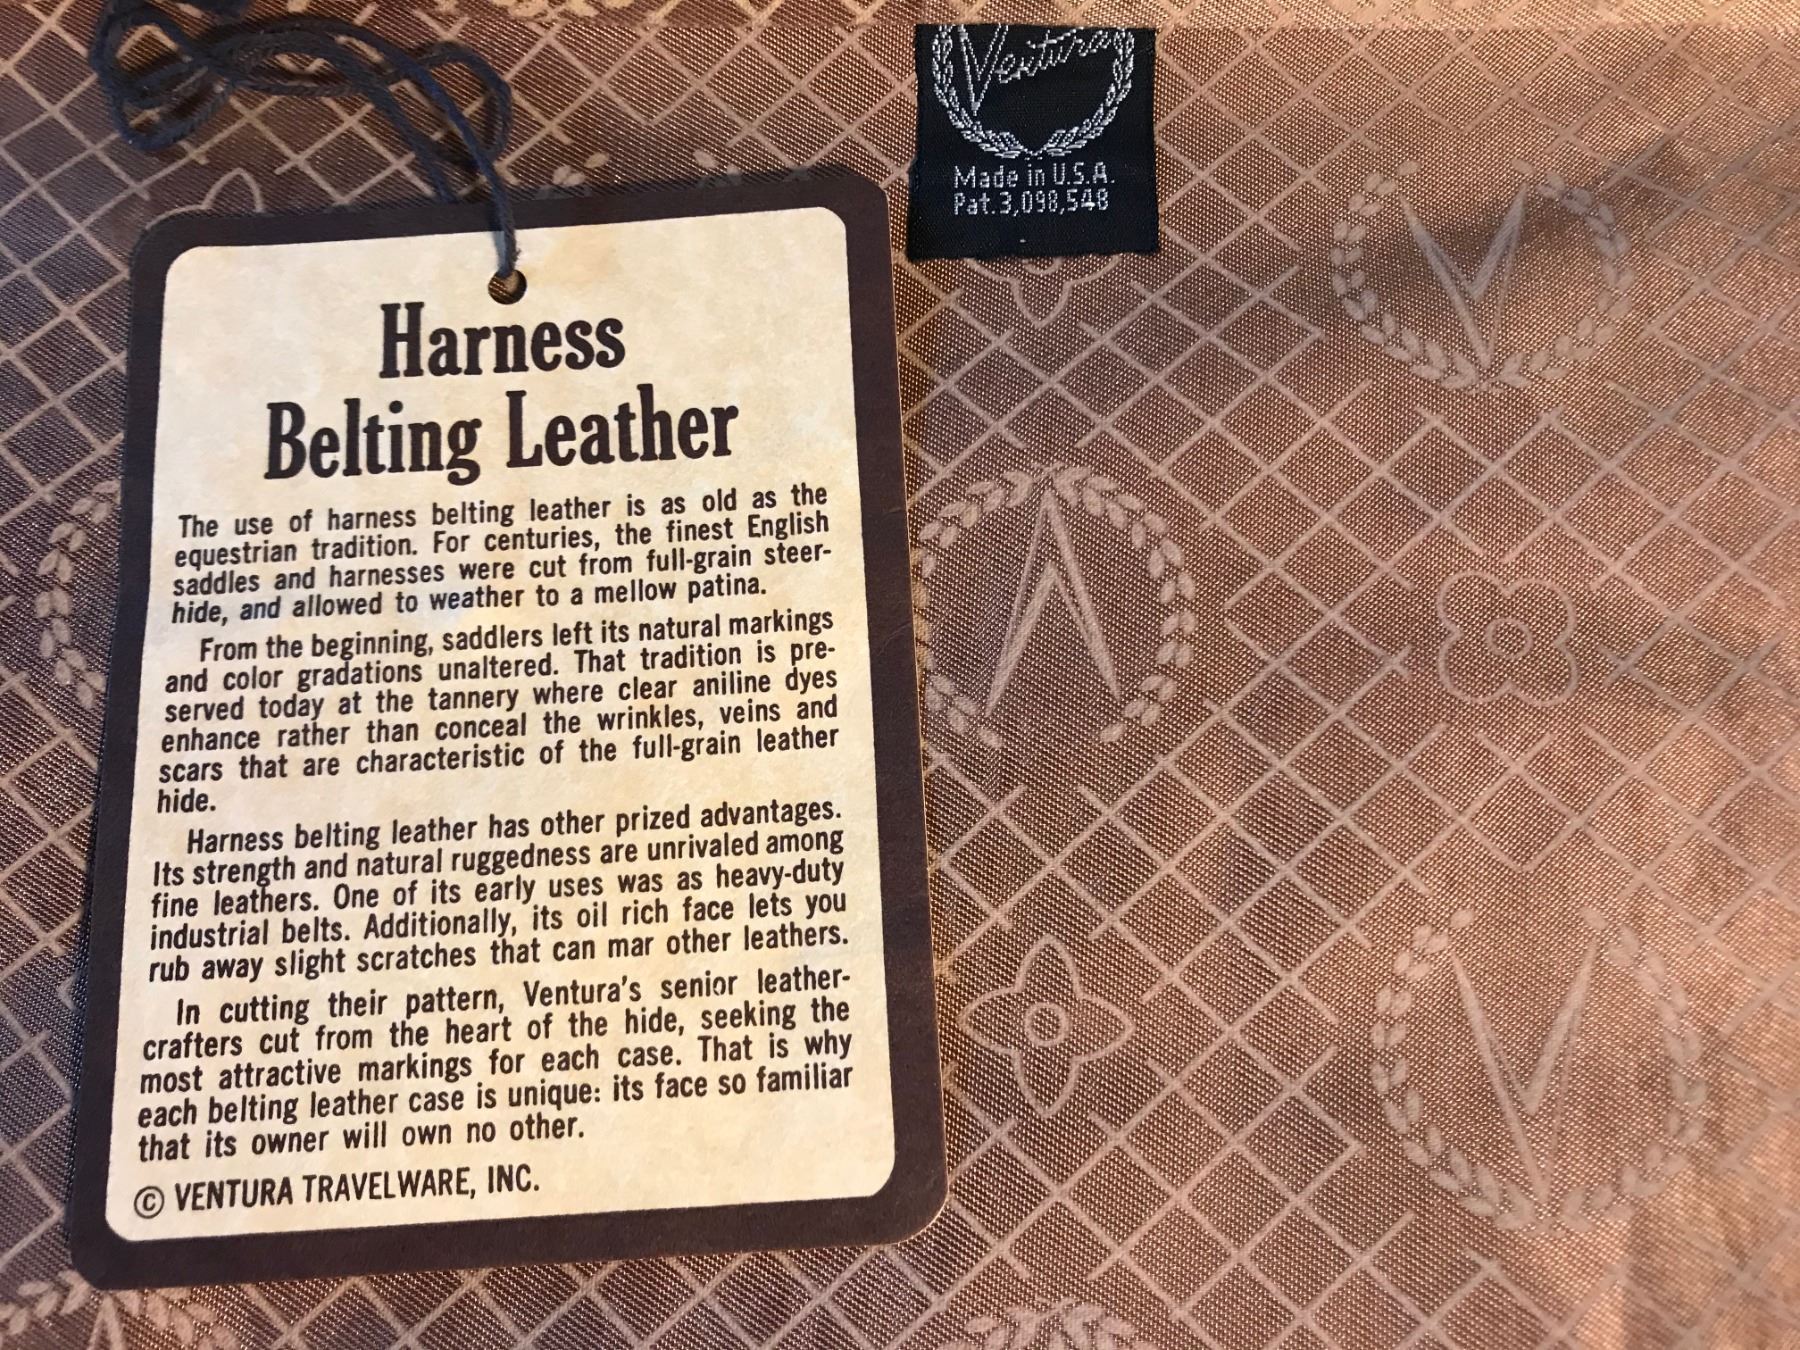 Ventura
Made in U.S.A.
Pat. 3,098,548
Harness
Belting Leather
The use of harness belting leather is as old as the
equestrian tradition. For centuries, the finest English
saddles and harnesses were cut from full-grain steer-
hide, and allowed to weather to a mellow patina.
From the beginning, saddlers left its natural markings
and color gradations unaltered. That tradition is pre-
served today at the tannery where clear aniline dyes
enhance rather than conceal the wrinkles, veins and
scars that are characteristic of the full-grain leather
hide.
Harness belting leather has other prized advantages.
Its strength and natural ruggedness are unrivaled among
fine leathers. One of its early uses was as heavy-duty
industrial belts. Additionally, its oil rich face lets you
rub away slight scratches that can mar other leathers.
In cutting their pattern, Ventura's senior leather-
crafters cut from the heart of the hide, seeking the
most attractive markings for each case. That is why
each belting leather case is unique: its face so familiar
that its owner will own no other.
© VENTURA TRAVELWARE, INC.